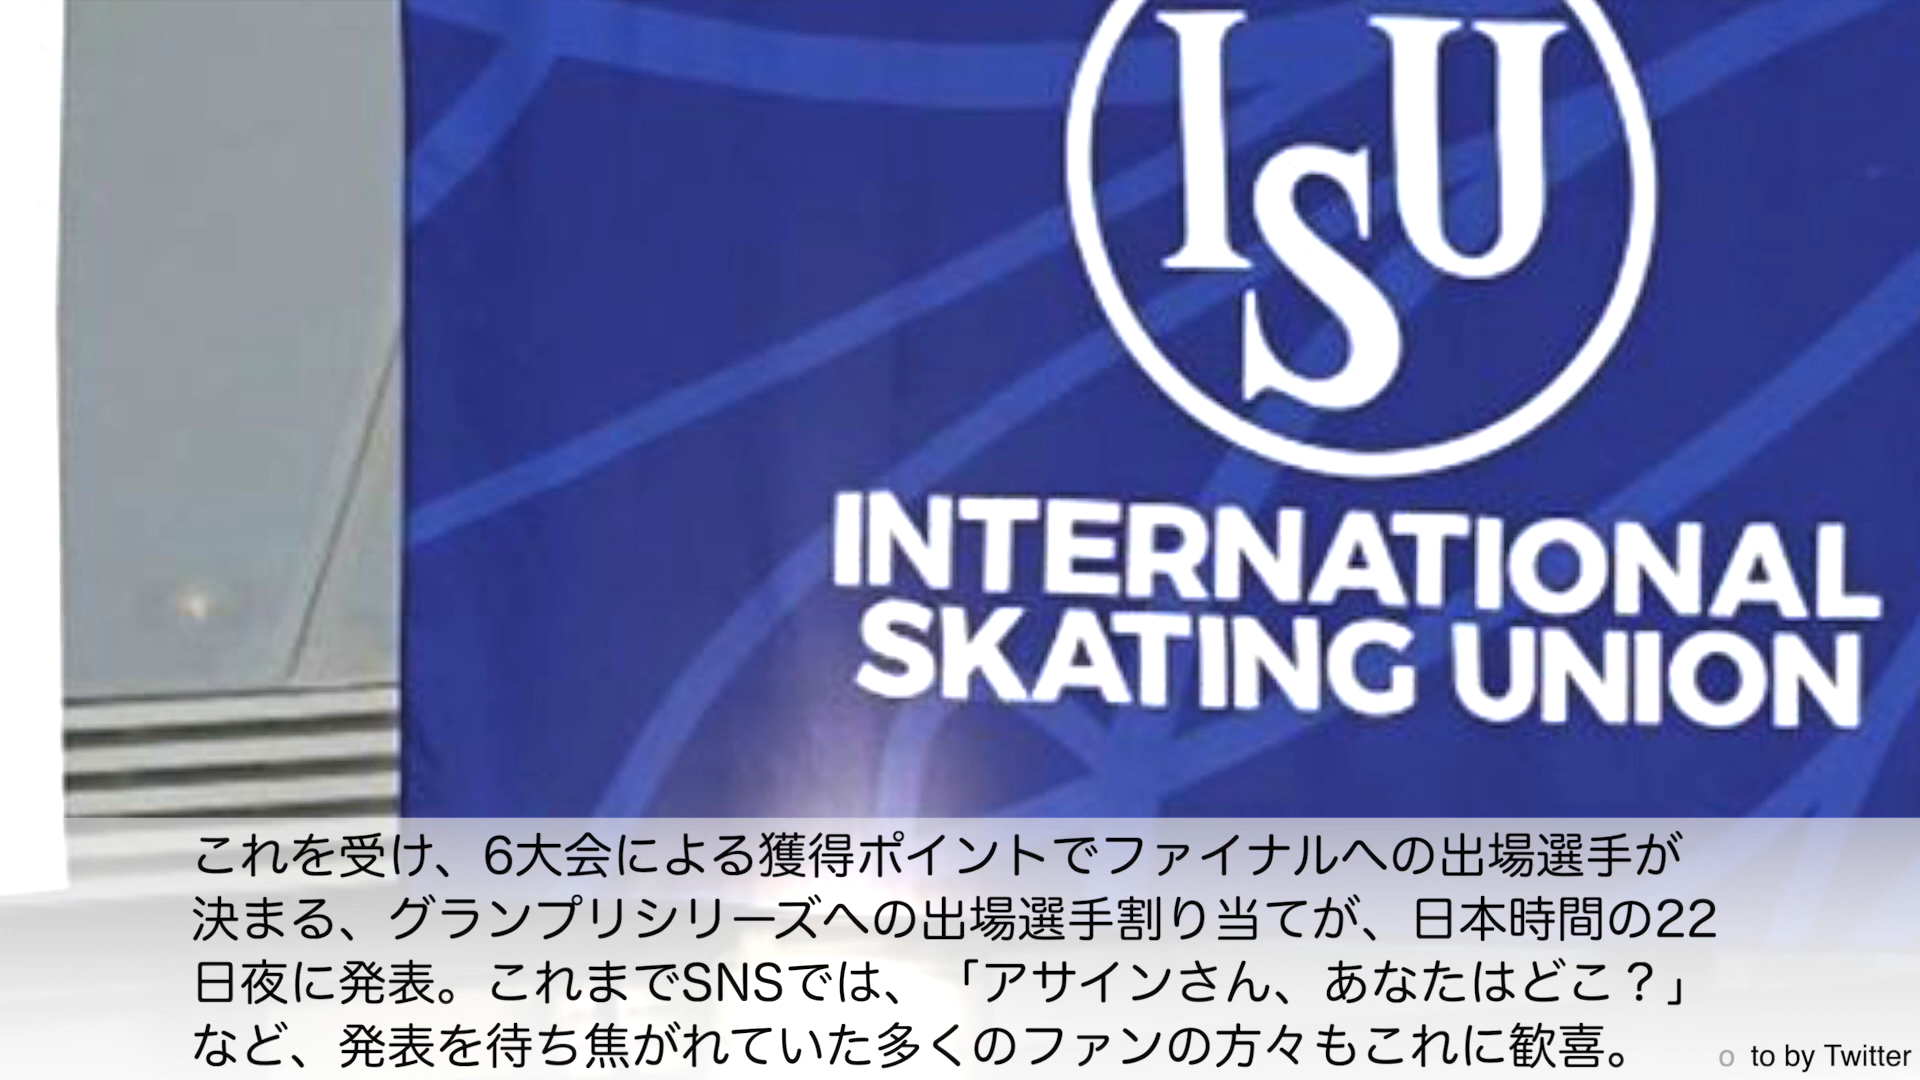 ISU
INTERNATIONAL
SKATING UNION
これを受け、6大会による獲得ポイントでファイナルへの出場選手が
決まる、グランプリシリーズへの出場選手割り当てが、日本時間の22
日夜に発表。これまでSNSでは、「アサインさん、あなたはどこ？」
など、発表を待ち焦がれていた多くのファンの方々もこれに歓喜。
o to by Twitter